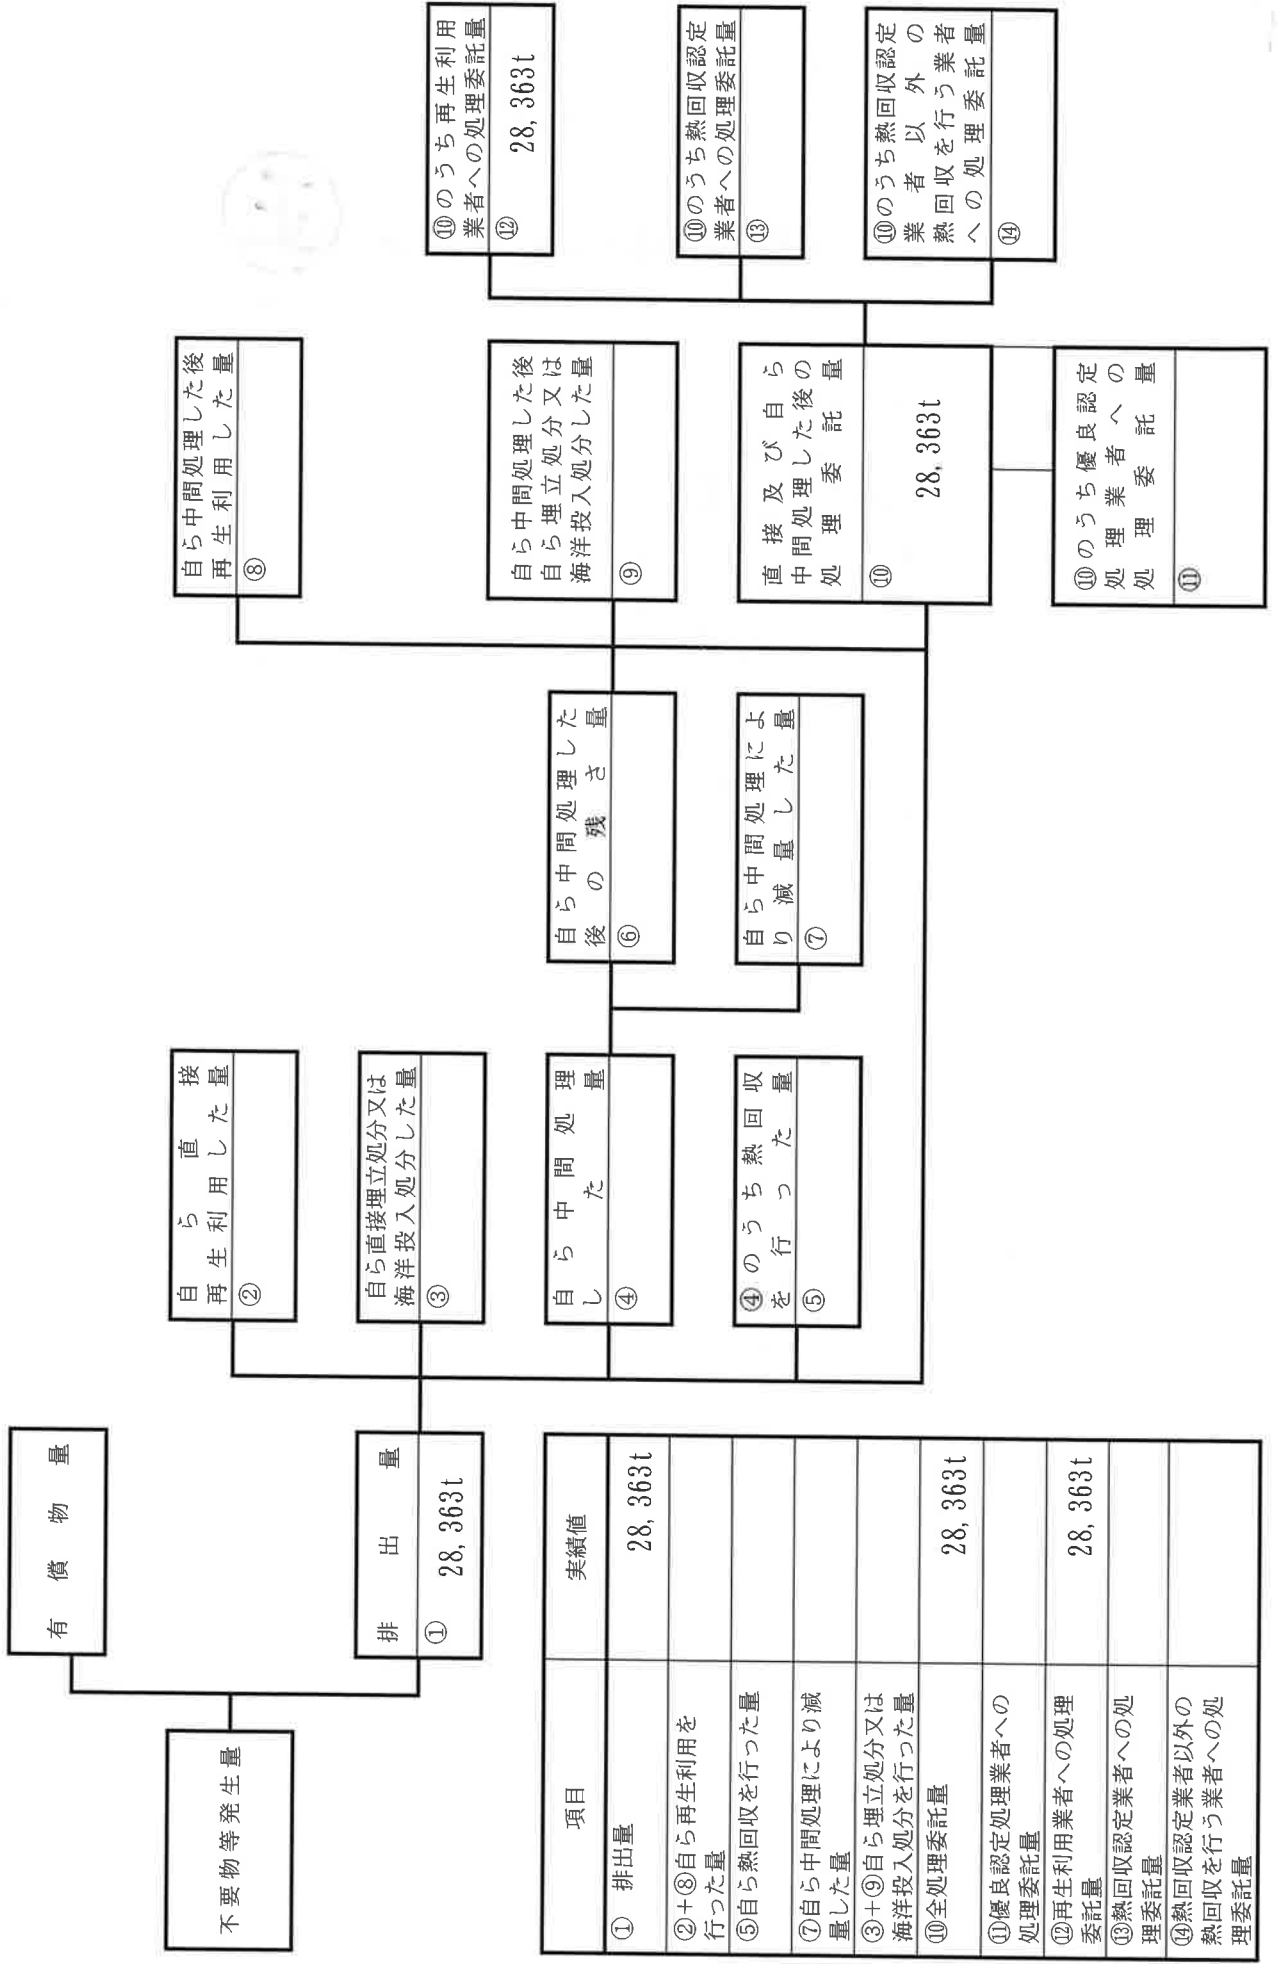 不要物等発生量
有償物量
排出量
① 28,363t
自ら直接
再生利用した量
②
自ら直接埋立処分又は
海洋投入処分した量
③
自ら中間処理
した量
④
④のうち熱回収
を行った量
⑤
自ら中間処理した
後の残さ量
⑥
自ら中間処理によ
り減量した量
⑦
自ら中間処理した後
再生利用した量
⑧
自ら中間処理した後
自ら埋立処分又は
海洋投入処分した量
⑨
直接及び自ら
中間処理した後の
処理委託量
⑩
28,363t
⑩のうち優良認定
処理業者への
処理委託量
⑪
⑩のうち再生利用
業者への処理委託量
⑫
28,363t
⑩のうち熱回収認定
業者への処理委託量
⑬
⑩のうち熱回収認定
業者以外の
熱回収を行う業者
への処理委託量
⑭
項目 実績値
① 排出量 28,363t
②+⑧自ら再生利用を
行った量
⑤自ら熱回収を行った量
⑦自ら中間処理により減
量した量
③+⑨自ら埋立処分又は
海洋投入処分を行った量
⑩全処理委託量 28,363t
⑪優良認定処理業者への
処理委託量
⑫再生利用業者への処理
委託量 28,363t
⑬熱回収認定業者への処
理委託量
⑭熱回収認定業者以外の
熱回収を行う業者への処
理委託量